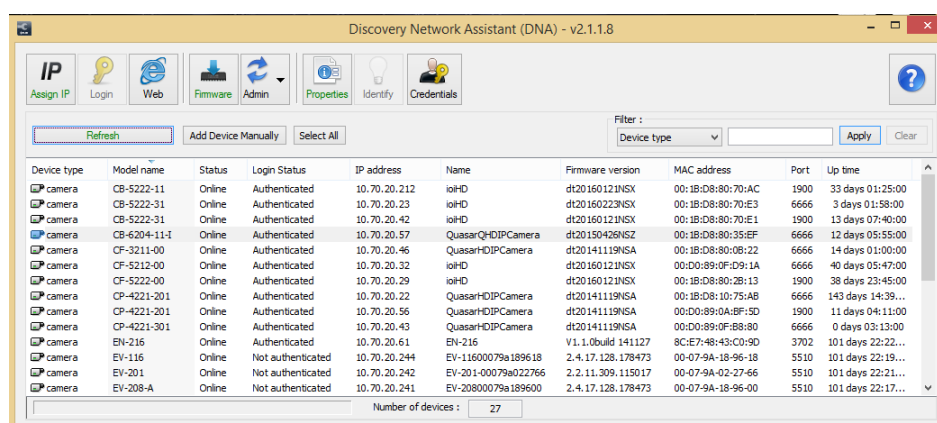 Discovery Network Assistant (DNA) - v2.1.1.8
IP
Assign IP Login Web Firmware Admin Properties Identify Credentials
Filter :
Refresh Add Device Manually Select All Device type Apply Clear
Device type Model name Status Login Status IP address Name Firmware version MAC address Port Up time
camera CB-5222-11 Online Authenticated 10.70.20.212 ioiHD dt20160121NSX 00:1B:D8:80:70:AC 1900 33 days 01:25:00
camera CB-5222-31 Online Authenticated 10.70.20.23 ioiHD dt20160223NSX 00:1B:D8:80:70:E3 6666 3 days 01:58:00
camera CB-5222-31 Online Authenticated 10.70.20.42 ioiHD dt20160121NSX 00:1B:D8:80:70:E1 1900 13 days 07:40:00
camera CB-6204-11-I Online Authenticated 10.70.20.57 QuasarQHDIPCamera dt20150426NSZ 00:1B:D8:80:35:EF 6666 12 days 05:55:00
camera CF-3211-00 Online Authenticated 10.70.20.46 QuasarHDIPCamera dt20141119NSA 00:1B:D8:80:0B:22 6666 14 days 01:00:00
camera CF-5212-00 Online Authenticated 10.70.20.32 ioiHD dt20160121NSX 00:D0:89:0F:D9:1A 6666 40 days 05:47:00
camera CF-5222-00 Online Authenticated 10.70.20.29 ioiHD dt20160121NSX 00:1B:D8:80:2B:13 1900 38 days 23:45:00
camera CP-4221-201 Online Authenticated 10.70.20.22 QuasarHDIPCamera dt20141119NSA 00:1B:D8:10:75:AB 6666 143 days 14:39...
camera CP-4221-201 Online Authenticated 10.70.20.56 QuasarHDIPCamera dt20141119NSA 00:D0:89:0A:BF:5D 1900 11 days 04:11:00
camera CP-4221-301 Online Authenticated 10.70.20.43 QuasarHDIPCamera dt20141119NSA 00:D0:89:0F:B8:80 6666 0 days 03:13:00
camera EN-216 Online Authenticated 10.70.20.61 EN-216 V1.1.0build 141127 8C:E7:48:43:C0:9D 3702 101 days 22:22...
camera EV-116 Online Not authenticated 10.70.20.244 EV-11600079a189618 2.4.17.128.178473 00-07-9A-18-96-18 5510 101 days 22:19...
camera EV-201 Online Not authenticated 10.70.20.242 EV-201-00079a022766 2.2.11.309.115017 00-07-9A-02-27-66 5510 101 days 22:21...
camera EV-208-A Online Not authenticated 10.70.20.241 EV-20800079a189600 2.4.17.128.178473 00-07-9A-18-96-00 5510 101 days 22:17...
Number of devices : 27